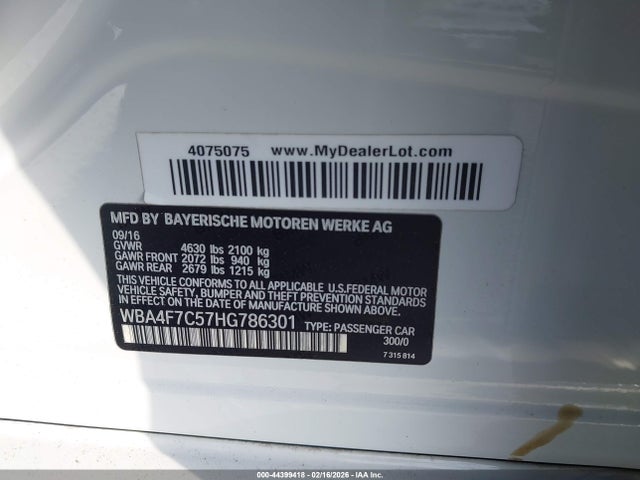 4075075 www.MyDealerLot.com
MFD BY BAYERISCHE MOTOREN WERKE AG
09/16
GVWR 4630 lbs 2100 kg
GAWR FRONT 2072 lbs 940 kg
GAWR REAR 2679 lbs 1215 kg
THIS VEHICLE CONFORMS TO ALL APPLICABLE U.S.FEDERAL MOTOR
VEHICLE SAFETY, BUMPER AND THEFT PREVENTION STANDARDS
IN EFFECT ON THE DATE OF MANUFACTURE SHOWN ABOVE.
WBA4F7C57HG786301 TYPE: PASSENGER CAR
300/0
7 315 814
000-44399418 - 02/16/2026 - IAA Inc.